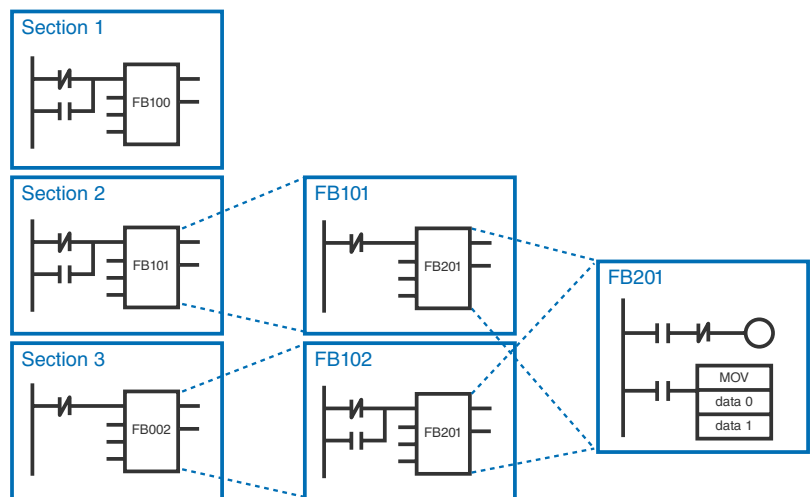 Section 1
FB100
Section 2
FB101
FB101
FB201
FB201
MOV
data 0
data 1
Section 3
FB002
FB102
FB201